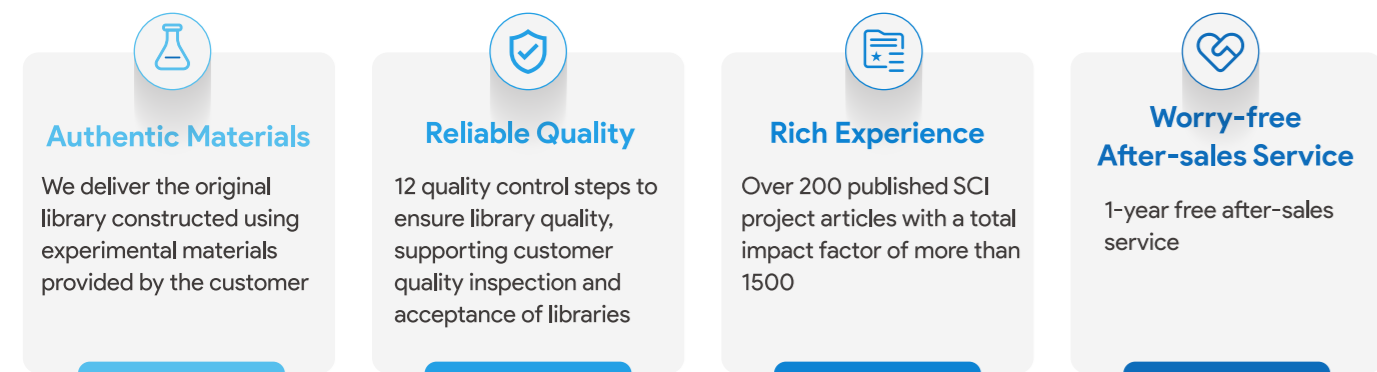 Authentic Materials
We deliver the original
library constructed using
experimental materials
provided by the customer
Reliable Quality
12 quality control steps to
ensure library quality,
supporting customer
quality inspection and
acceptance of libraries
Rich Experience
Over 200 published SCI
project articles with a total
impact factor of more than
1500
Worry-free
After-sales Service
1-year free after-sales
service